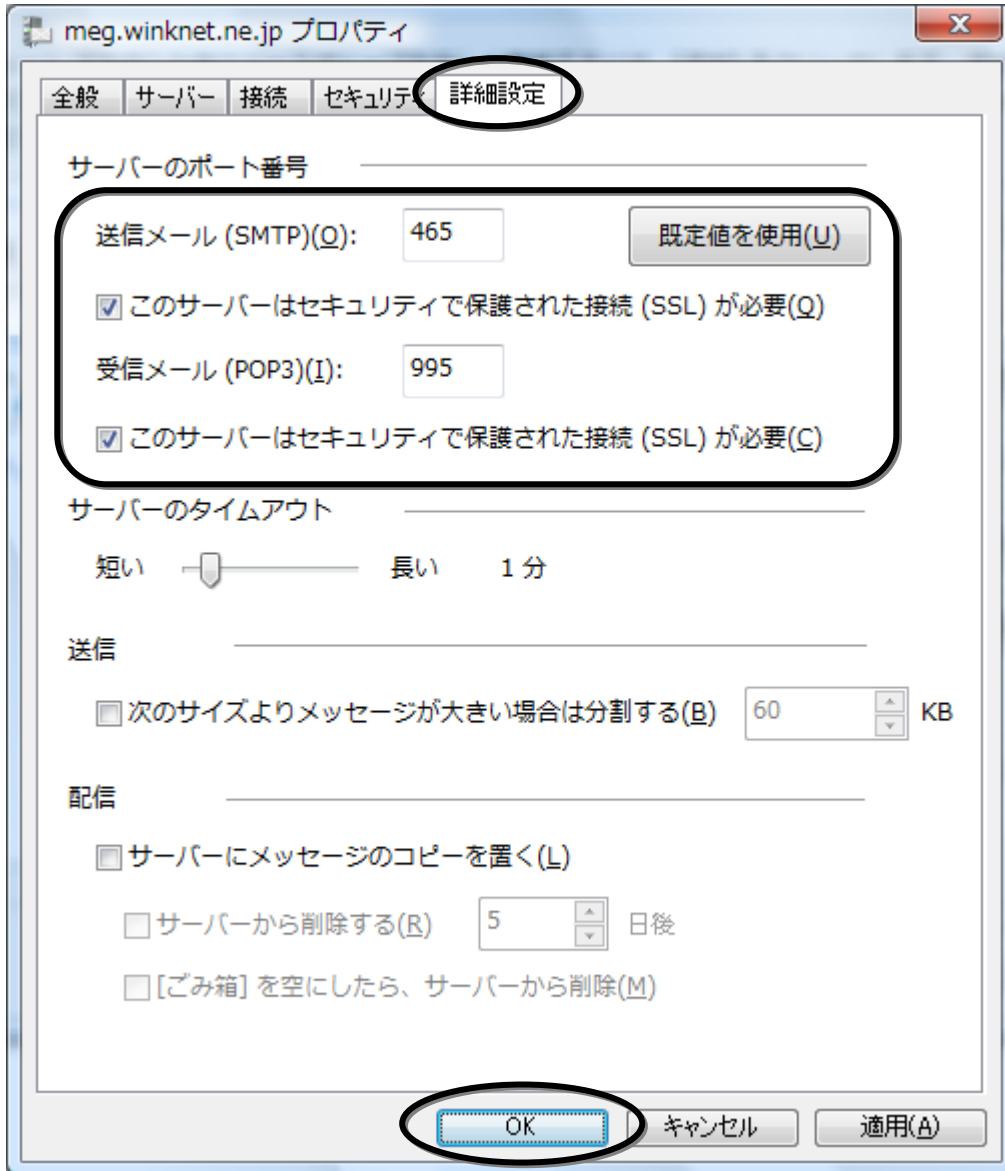 meg.winknet.ne.jp プロパティ
全般 サーバー 接続 セキュリティ 詳細設定
サーバーのポート番号
送信メール (SMTP)(O): 465 既定値を使用(U)
このサーバーはセキュリティで保護された接続 (SSL) が必要(Q)
受信メール (POP3)(I): 995
このサーバーはセキュリティで保護された接続 (SSL) が必要(C)
サーバーのタイムアウト
短い 長い 1 分
送信
次のサイズよりメッセージが大きい場合は分割する(B) 60 KB
配信
サーバーにメッセージのコピーを置く(L)
サーバーから削除する(R) 5 日後
[ごみ箱] を空にしたら、サーバーから削除(M)
OK キャンセル 適用(A)